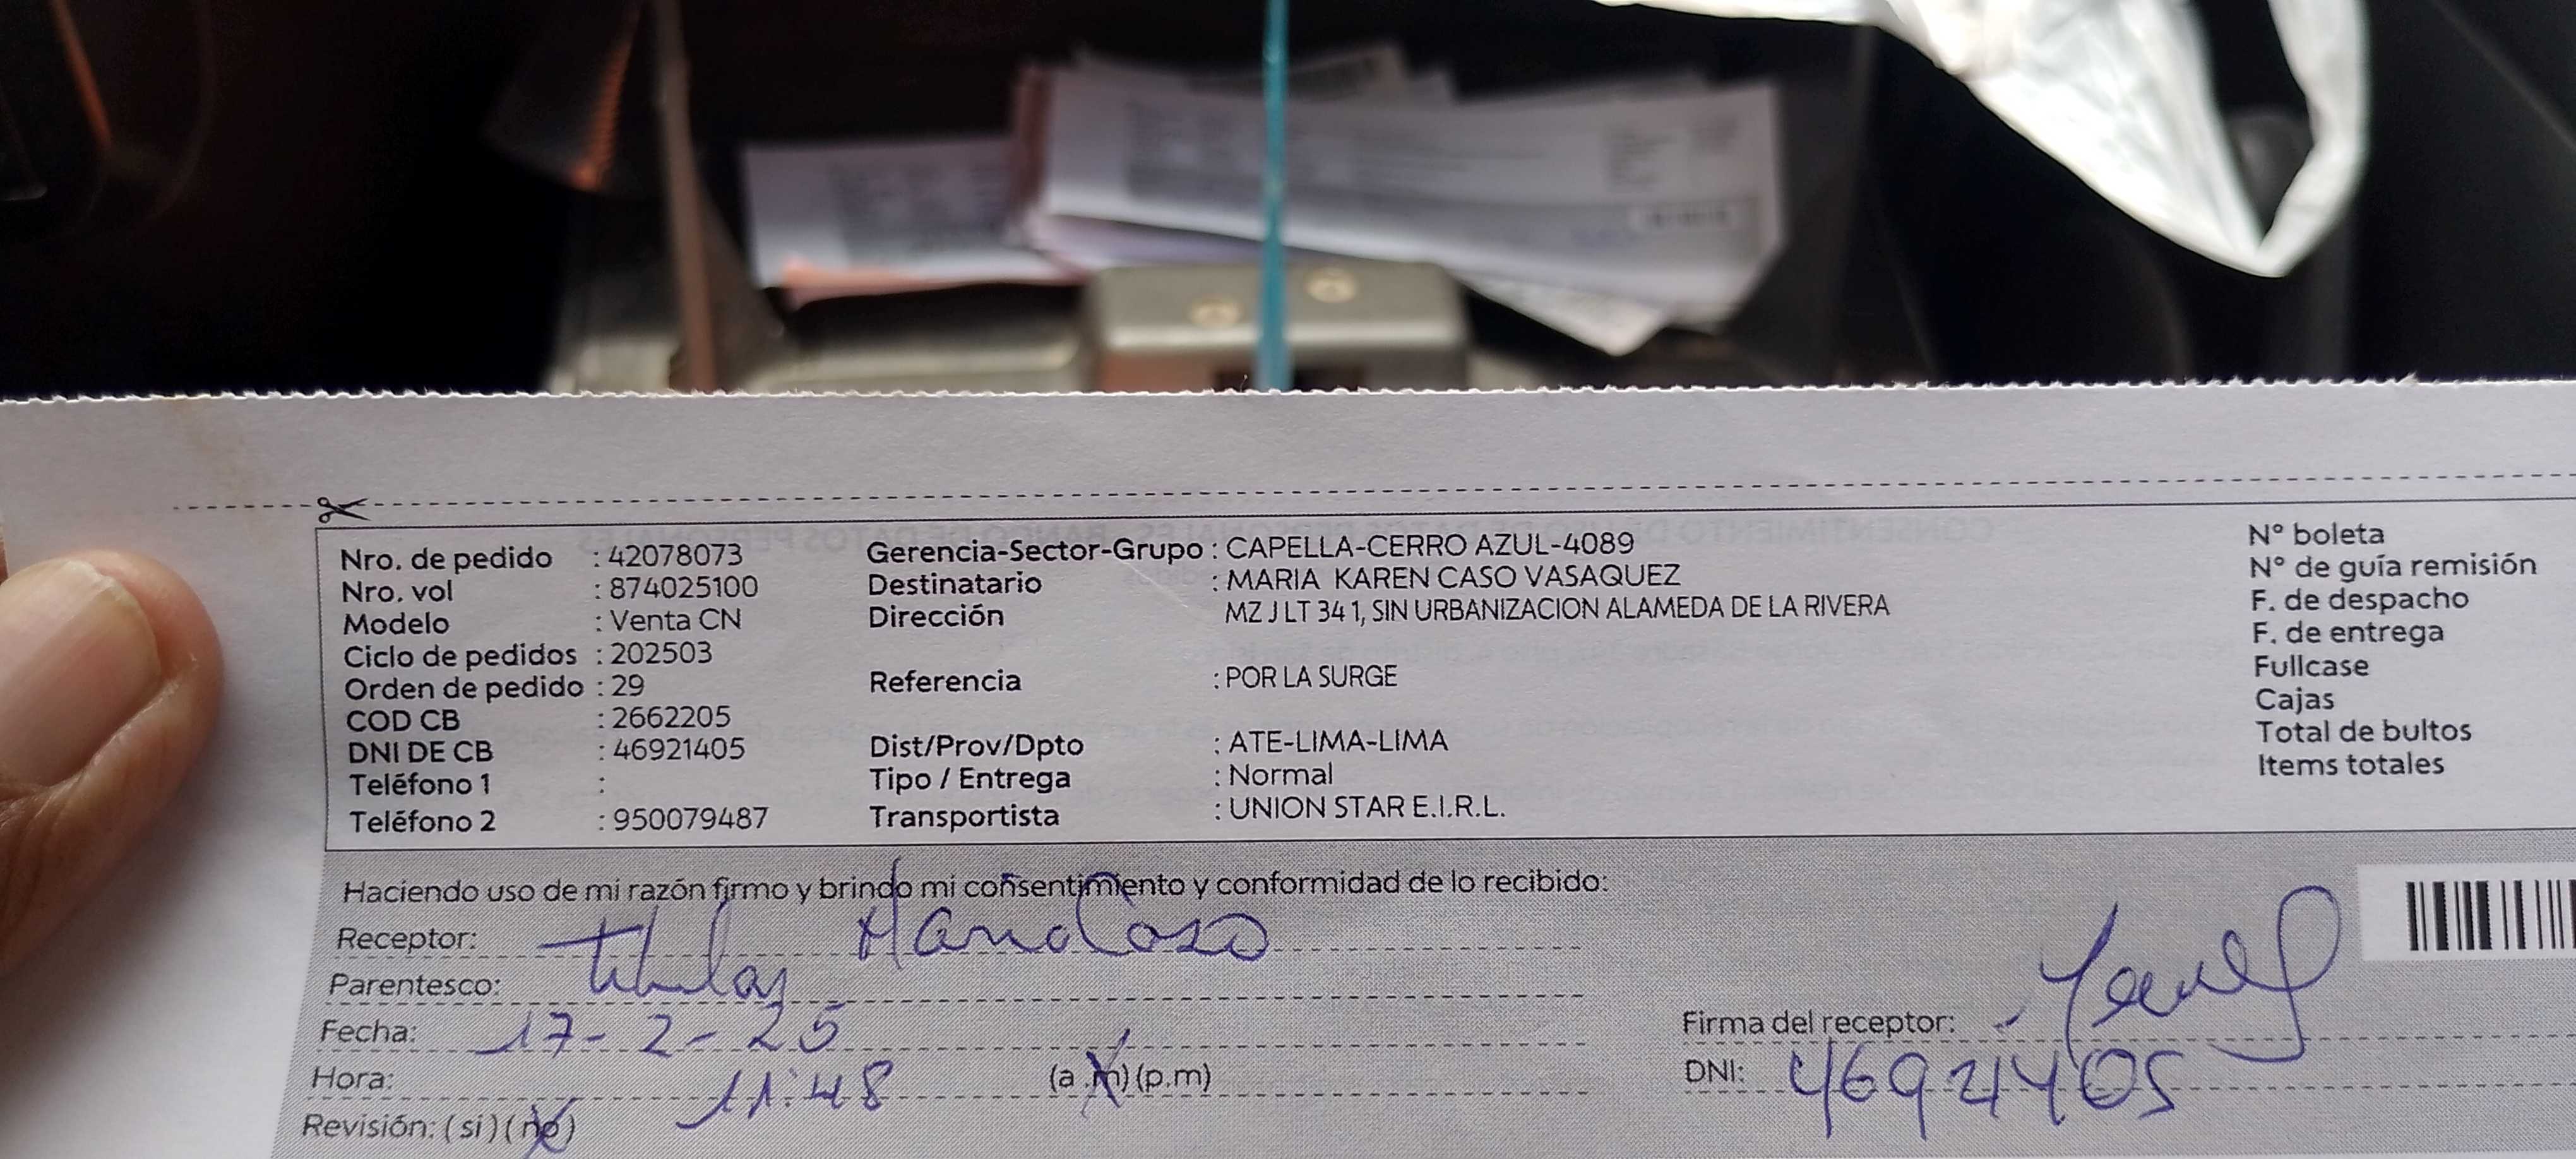 Nro. de pedido : 42078073
Nro. vol : 874025100
Modelo : Venta CN
Ciclo de pedidos : 202503
Orden de pedido : 29
COD CB : 2662205
DNI DE CB : 46921405
Teléfono 1 :
Teléfono 2 : 950079487
Gerencia-Sector-Grupo : CAPELLA-CERRO AZUL-4089
Destinatario : MARIA KAREN CASO VASAQUEZ
Dirección MZ J LT 34 1, SIN URBANIZACION ALAMEDA DE LA RIVERA
Referencia : POR LA SURGE
Dist/Prov/Dpto : ATE-LIMA-LIMA
Tipo / Entrega : Normal
Transportista : UNION STAR E.I.R.L.
N° boleta
N° de guía remisión
F. de despacho
F. de entrega
Fullcase
Cajas
Total de bultos
Items totales
Haciendo uso de mi razón firmo y brindo mi consentimiento y conformidad de lo recibido:
Receptor: Maria Caso
Parentesco: titular
Fecha: 17-2-25
Hora: 11:48 (a.m) (p.m)
Revisión: ( si ) ( no )
Firma del receptor:
DNI: 46921405